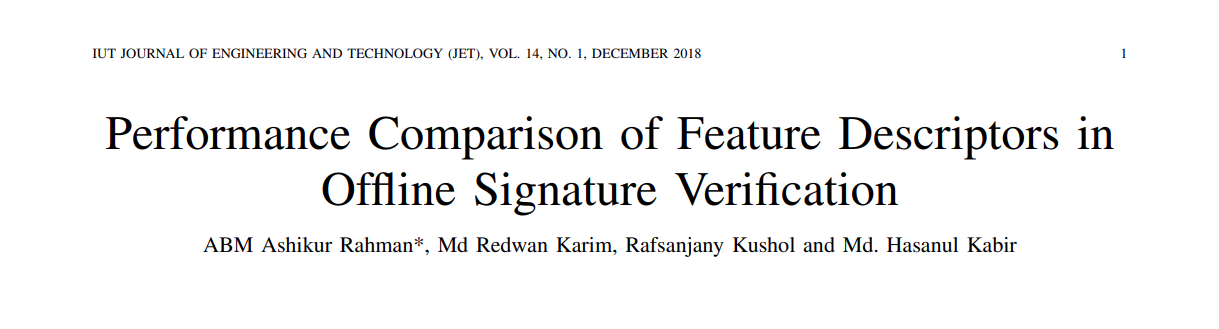 IUT JOURNAL OF ENGINEERING AND TECHNOLOGY (JET), VOL. 14, NO. 1, DECEMBER 2018 1
Performance Comparison of Feature Descriptors in
Offline Signature Verification
ABM Ashikur Rahman*, Md Redwan Karim, Rafsanjany Kushol and Md. Hasanul Kabir